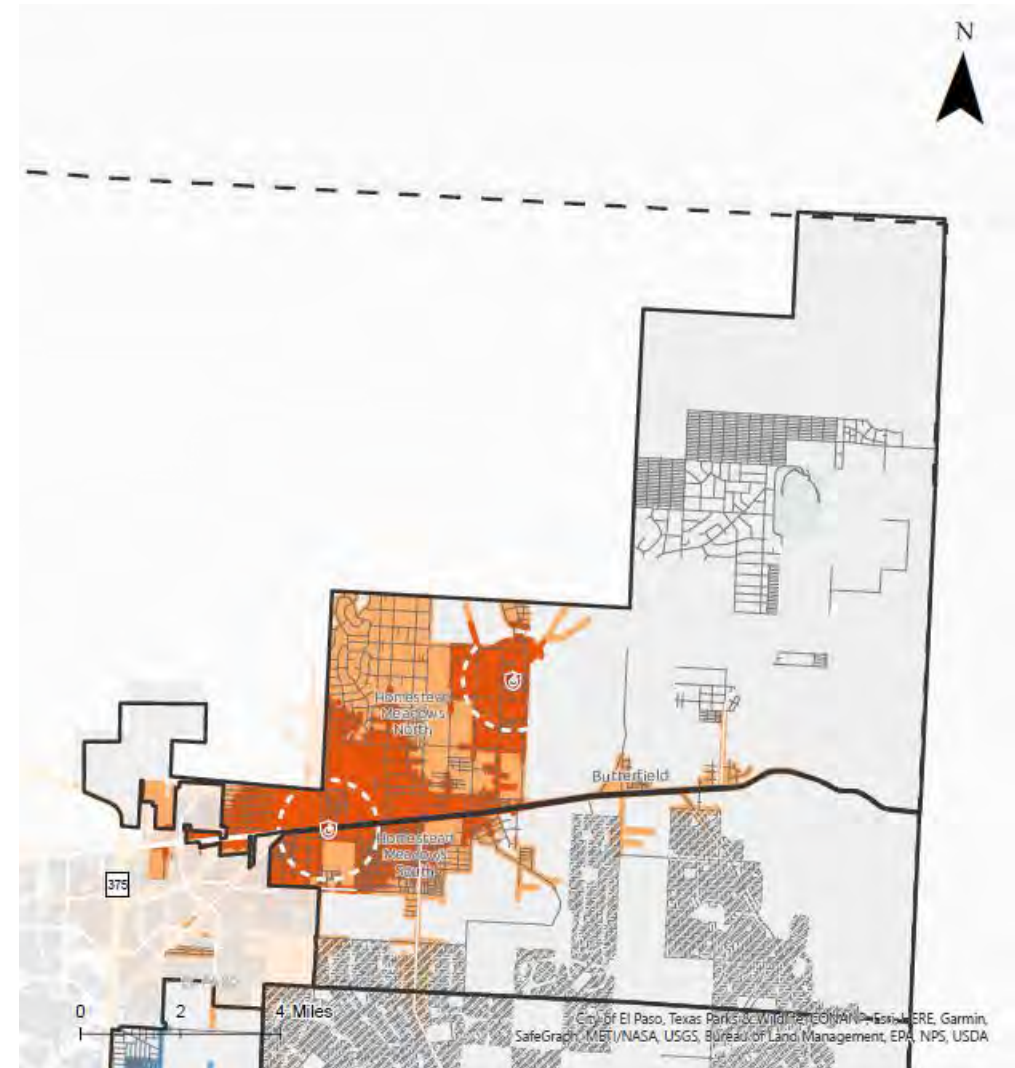 N
Homestead
Meadows
North
Butterfield
Homestead
Meadows
South
375
0 2 4 Miles
City of El Paso, Texas Parks & Wildlife, CONANP, Esri, HERE, Garmin,
SafeGraph, METI/NASA, USGS, Bureau of Land Management, EPA, NPS, USDA